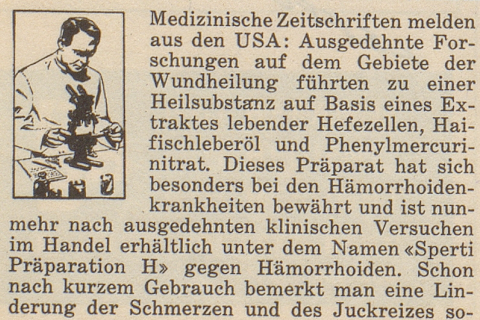 Medizinische Zeitschriften melden
aus den USA: Ausgedehnte For-
schungen auf dem Gebiete der
Wundheilung führten zu einer
Heilsubstanz auf Basis eines Ex-
traktes lebender Hefezellen, Hai-
fischleberöl und Phenylmercuri-
nitrat. Dieses Präparat hat sich
besonders bei den Hämorrhoiden-
krankheiten bewährt und ist nun-
mehr nach ausgedehnten klinischen Versuchen
im Handel erhältlich unter dem Namen «Sperti
Präparation H» gegen Hämorrhoiden. Schon
nach kurzem Gebrauch bemerkt man eine Lin-
derung der Schmerzen und des Juckreizes so-